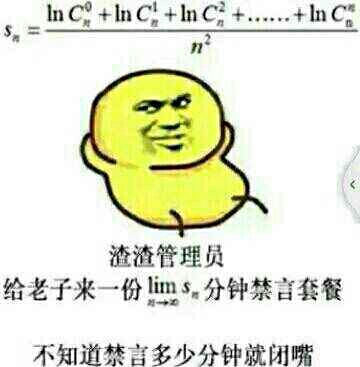 s_n = \frac{\ln C_n^0 + \ln C_n^1 + \ln C_n^2 + ...... + \ln C_n^n}{n^2}
渣渣管理员
给老子来一份 \lim_{n→∞} s_n 分钟禁言套餐
不知道禁言多少分钟就闭嘴